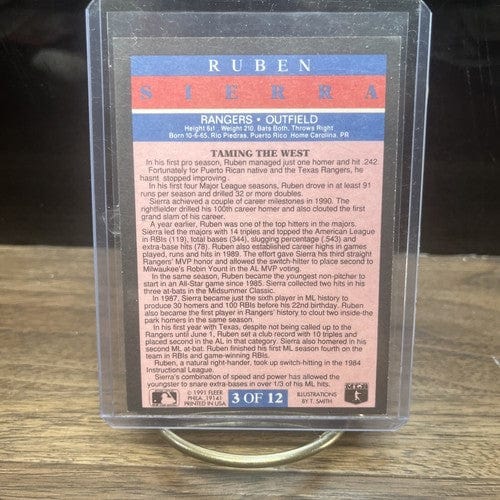 RUBEN
SIERRA
RANGERS • OUTFIELD
Height 6'1", Weight 210, Bats Both, Throws Right
Born 10-6-65, Rio Piedras, Puerto Rico Home Carolina, PR
TAMING THE WEST
In his first pro season, Ruben managed just one homer and hit .242.
Fortunately for Puerto Rican native and the Texas Rangers, he
hasnt stopped improving.
In his first four Major League seasons, Ruben drove in at least 91
runs per season and drilled 32 or more doubles.
Sierra achieved a couple of career milestones in 1990. The
rightfielder drilled his 100th career homer and also clouted the first
grand slam of his career.
A year earlier, Ruben was one of the top hitters in the majors.
Sierra led the majors with 14 triples and topped the American League
in RBIs (119), total bases (344), slugging percentage (.543) and
extra-base hits (78). Ruben also established career highs in games
played, runs and hits in 1989. The effort gave Sierra his third straight
Rangers' MVP honor and allowed the switch-hitter to place second to
Milwaukee's Robin Yount in the AL MVP voting.
In the same season, Ruben became the youngest non-pitcher to
start in an All-Star game since 1985. Sierra collected two hits in his
three at-bats in the Midsummer Classic.
In 1987, Sierra became just the sixth player in ML history to
produce 30 homers and 100 RBIs before his 22nd birthday. Ruben
also became the first player in Rangers' history to clout two inside-the
park homers in the same season.
In his first year with Texas, despite not being called up to the
Rangers until June 1, Ruben set a club record with 10 triples and
placed second in the AL in that category. Sierra also homered in his
second ML at-bat. Ruben finished his first ML season fourth on the
team in RBIs and game-winning RBIs.
Ruben, a natural right-hander, took up switch-hitting in the 1984
Instructional League.
Sierra's combination of speed and power has allowed the
youngster to snare extra-bases in over 1/3 of his ML hits.
© 1991 FLEER
PHILA., 19141
PRINTED IN USA
3 OF 12
ILLUSTRATIONS
BY T. SMITH